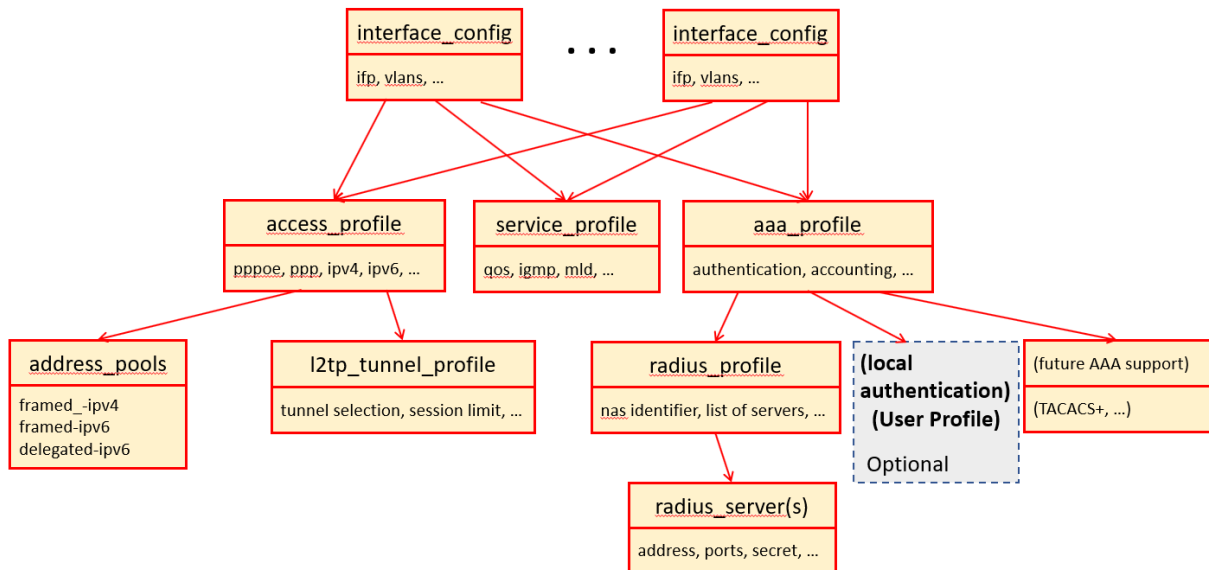 interface_config
ifp, vlans, ...
. . .
interface_config
ifp, vlans, ...
access_profile
pppoe, ppp, ipv4, ipv6, ...
service_profile
qos, igmp, mld, ...
aaa_profile
authentication, accounting, ...
address_pools
framed_-ipv4
framed-ipv6
delegated-ipv6
l2tp_tunnel_profile
tunnel selection, session limit, ...
radius_profile
nas identifier, list of servers, ...
(local
authentication)
(User Profile)
Optional
(future AAA support)
(TACACS+, ...)
radius_server(s)
address, ports, secret, ...